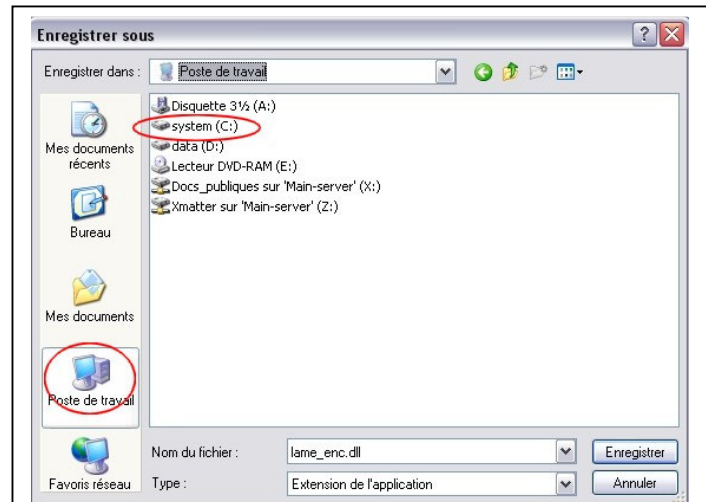 Enregistrer sous
Enregistrer dans :
Poste de travail
Mes documents
récents
Bureau
Mes documents
Poste de travail
Favoris réseau
Disquette 3½ (A:)
system (C:)
data (D:)
Lecteur DVD-RAM (E:)
Docs_publiques sur 'Main-server' (X:)
Xmatter sur 'Main-server' (Z:)
Nom du fichier :
lame_enc.dll
Enregistrer
Type :
Extension de l'application
Annuler